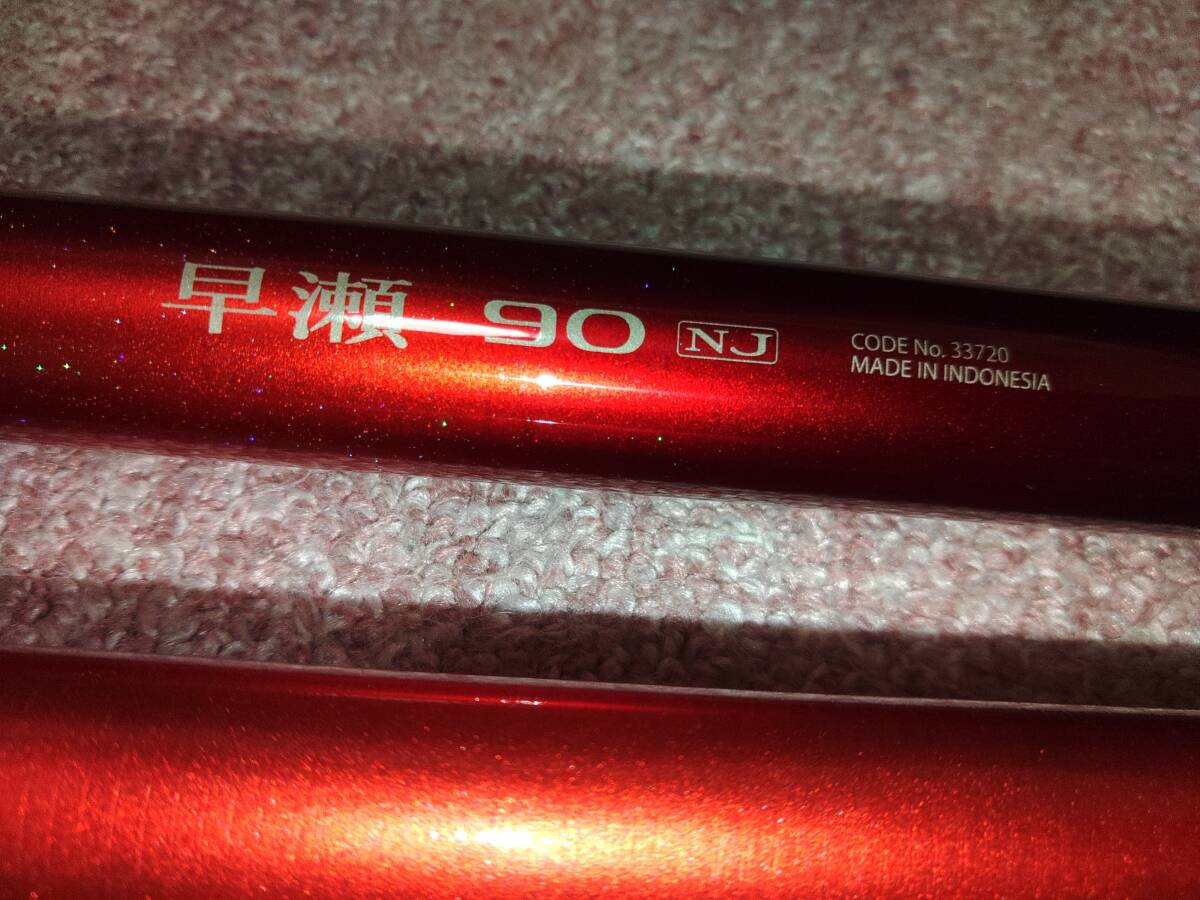 早瀬 90 NJ
CODE No. 33720
MADE IN INDONESIA